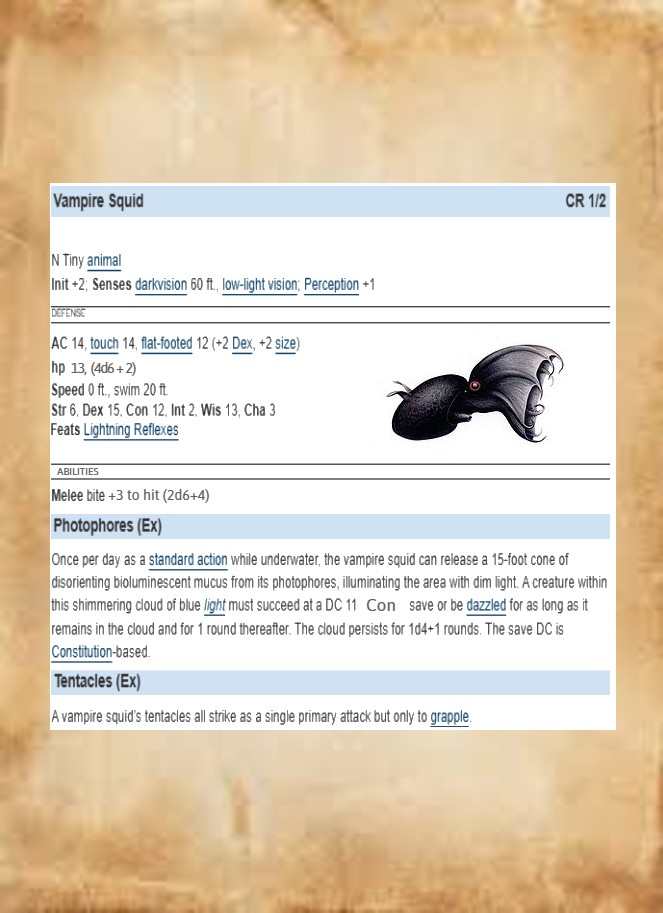 Vampire Squid CR 1/2
N Tiny animal
Init +2; Senses darkvision 60 ft., low-light vision; Perception +1
DEFENSE
AC 14, touch 14, flat-footed 12 (+2 Dex, +2 size)
hp 13, (4d6 + 2)
Speed 0 ft., swim 20 ft.
Str 6, Dex 15, Con 12, Int 2, Wis 13, Cha 3
Feats Lightning Reflexes
ABILITIES
Melee bite +3 to hit (2d6+4)
Photophores (Ex)
Once per day as a standard action while underwater, the vampire squid can release a 15-foot cone of
disorienting bioluminescent mucus from its photophores, illuminating the area with dim light. A creature within
this shimmering cloud of blue light must succeed at a DC 11 Con save or be dazzled for as long as it
remains in the cloud and for 1 round thereafter. The cloud persists for 1d4+1 rounds. The save DC is
Constitution-based.
Tentacles (Ex)
A vampire squid's tentacles all strike as a single primary attack but only to grapple.